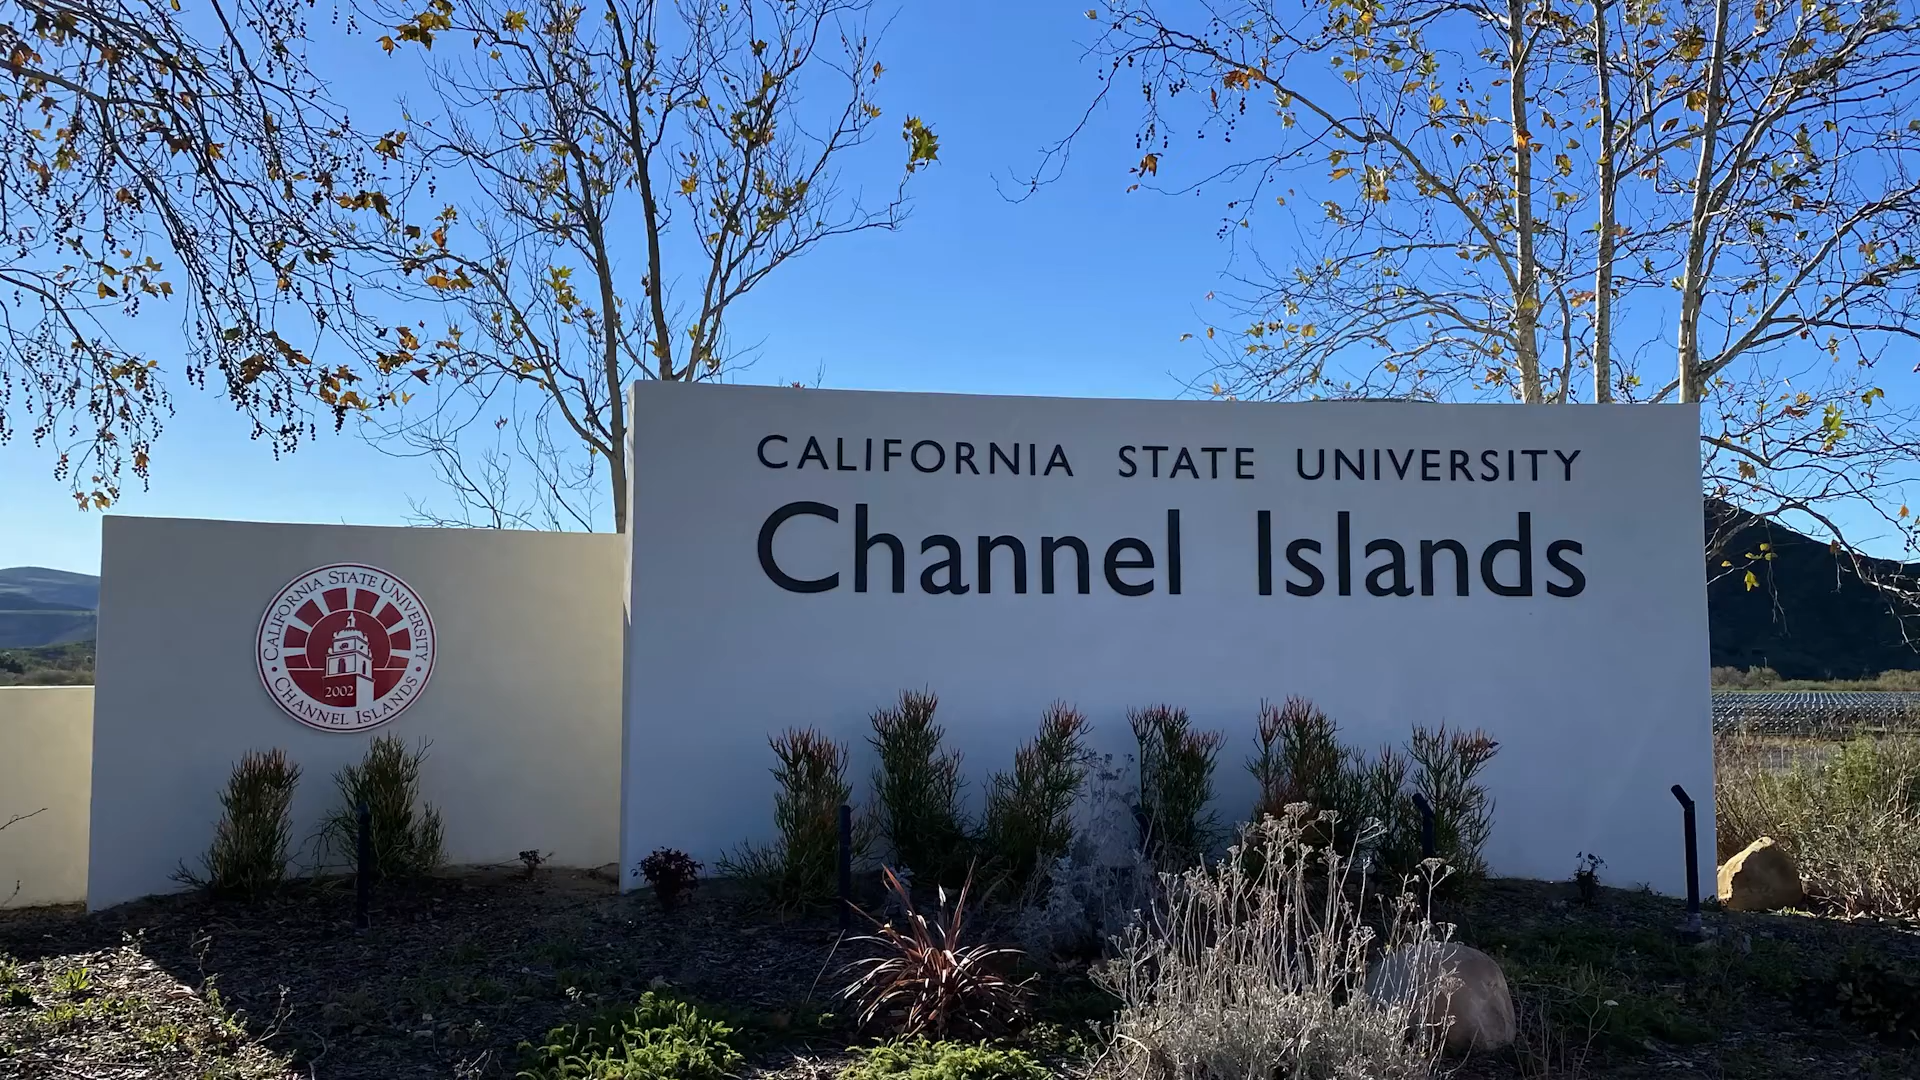 CALIFORNIA STATE UNIVERSITY
Channel Islands
CALIFORNIA STATE UNIVERSITY
2002
CHANNEL ISLANDS